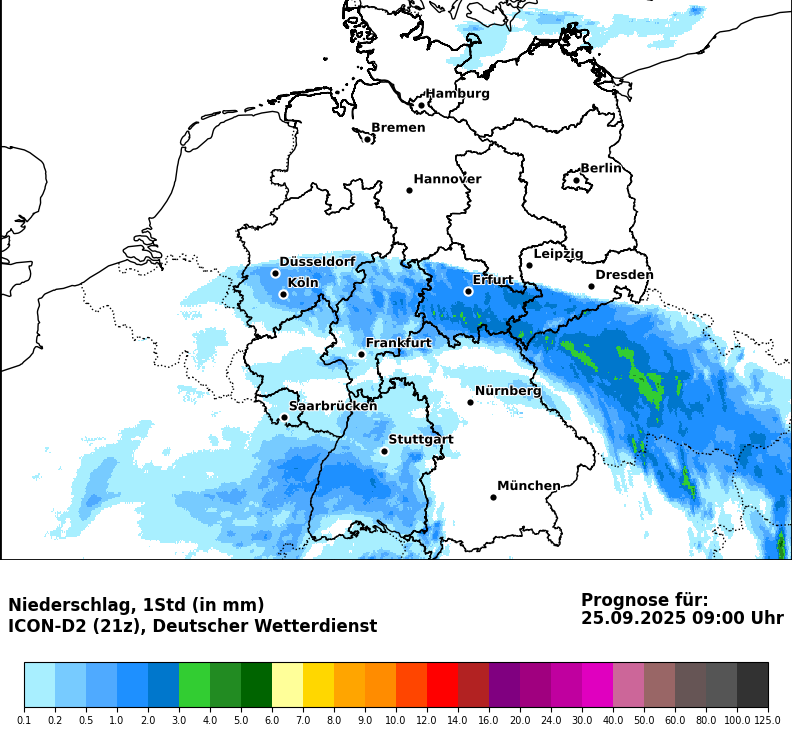 Hamburg
Bremen
Berlin
Hannover
Leipzig
Düsseldorf
Dresden
Köln
Erfurt
Frankfurt
Nürnberg
Saarbrücken
Stuttgart
München
Niederschlag, 1Std (in mm)
ICON-D2 (21z), Deutscher Wetterdienst
Prognose für:
25.09.2025 09:00 Uhr
0.1 0.2 0.5 1.0 2.0 3.0 4.0 5.0 6.0 7.0 8.0 9.0 10.0 12.0 14.0 16.0 20.0 24.0 30.0 40.0 50.0 60.0 80.0 100.0 125.0